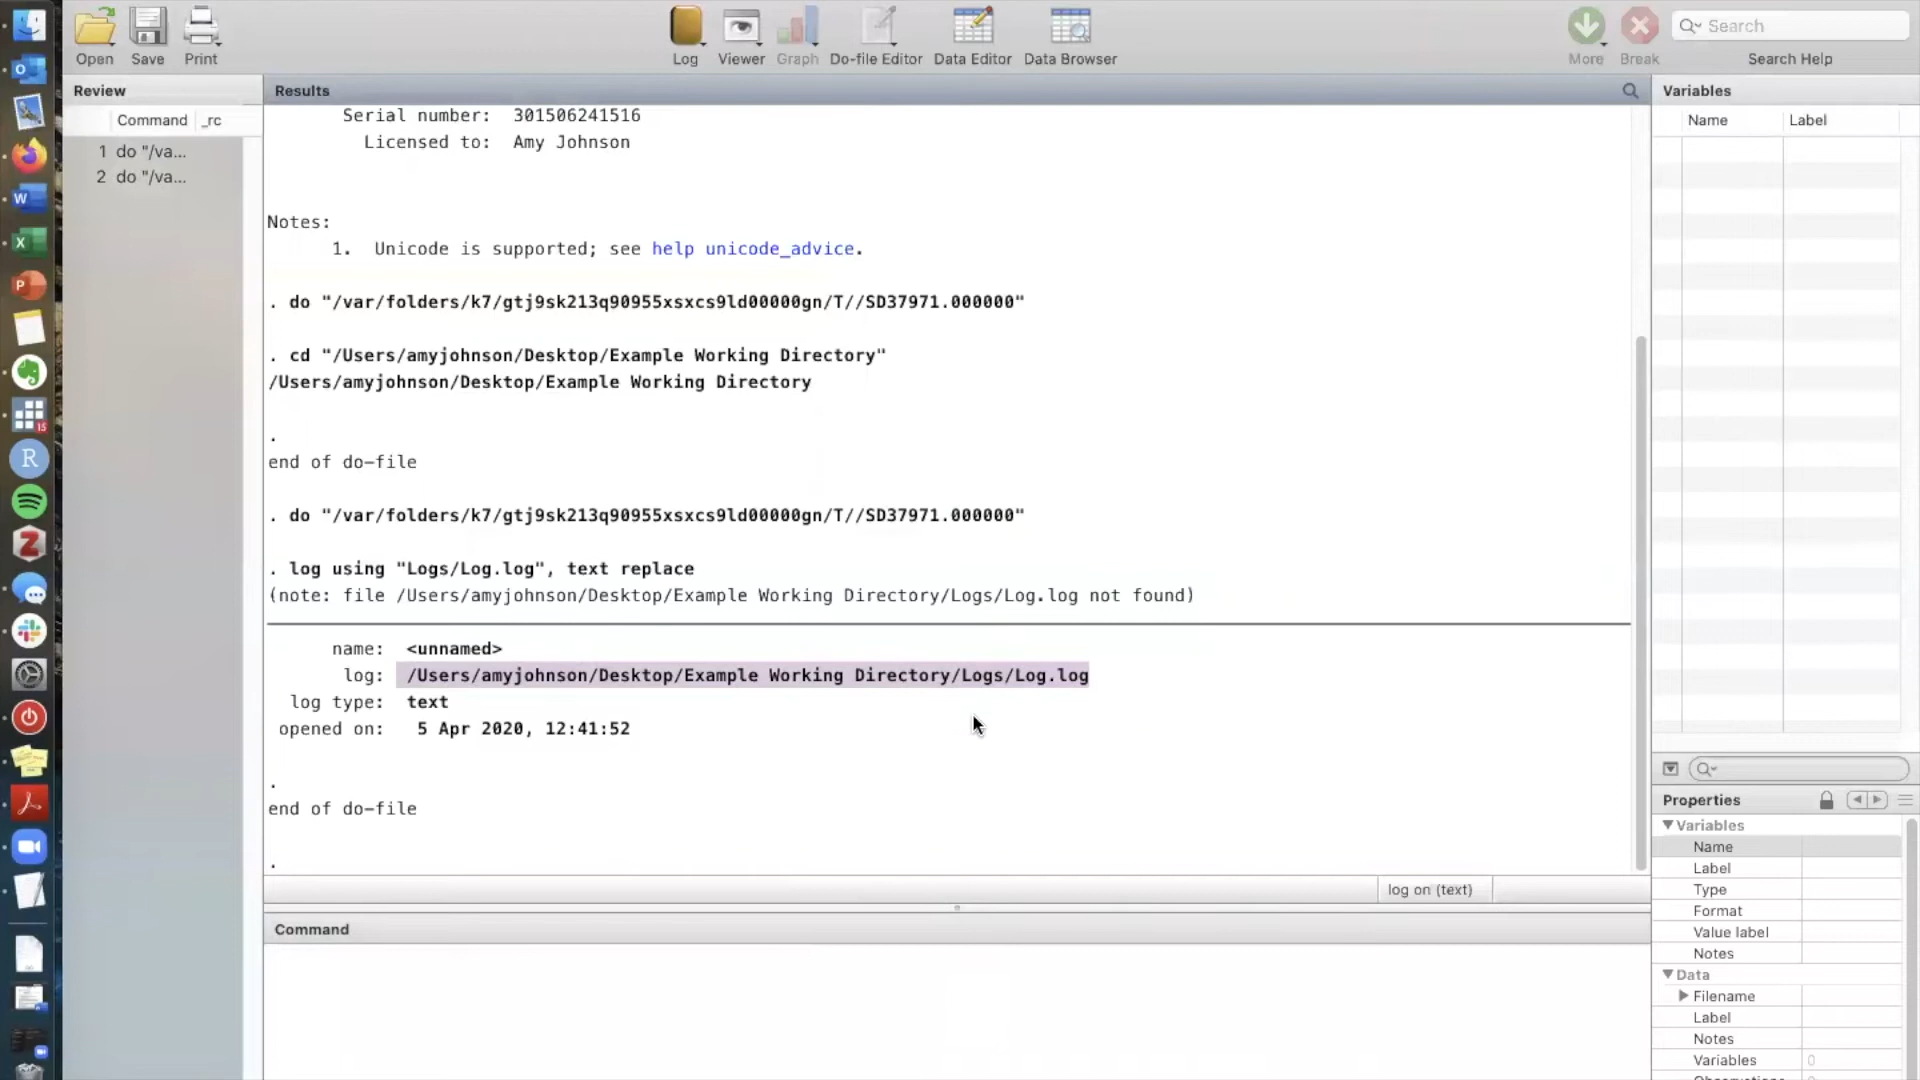 Open
Save
Print
Log
Viewer
Graph
Do-file Editor
Data Editor
Data Browser
More
Break
Search
Search Help
Review
Command
_rc
1 do "/va...
2 do "/va...
Results
Serial number: 301506241516
Licensed to: Amy Johnson
Notes:
1. Unicode is supported; see help unicode_advice.
. do "/var/folders/k7/gtj9sk213q90955xsxcs9ld00000gn/T//SD37971.000000"
. cd "/Users/amyjohnson/Desktop/Example Working Directory"
/Users/amyjohnson/Desktop/Example Working Directory
.
end of do-file
. do "/var/folders/k7/gtj9sk213q90955xsxcs9ld00000gn/T//SD37971.000000"
. log using "Logs/Log.log", text replace
(note: file /Users/amyjohnson/Desktop/Example Working Directory/Logs/Log.log not found)
name: <unnamed>
log: /Users/amyjohnson/Desktop/Example Working Directory/Logs/Log.log
log type: text
opened on: 5 Apr 2020, 12:41:52
.
end of do-file
.
log on (text)
Command
Variables
Name
Label
Properties
Variables
Name
Label
Type
Format
Value label
Notes
Data
Filename
Label
Notes
Variables 0